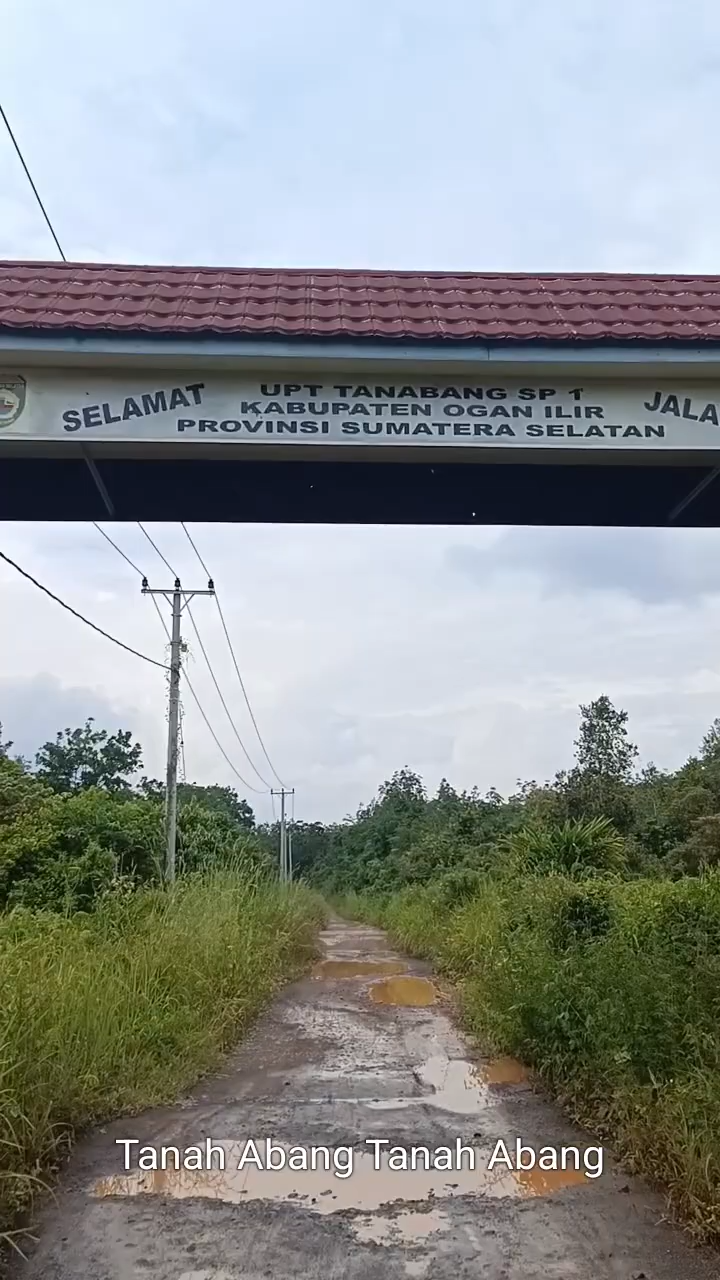 SELAMAT
UPT TANABANG SP 1
KABUPATEN OGAN ILIR
PROVINSI SUMATERA SELATAN
JALA
Tanah Abang Tanah Abang